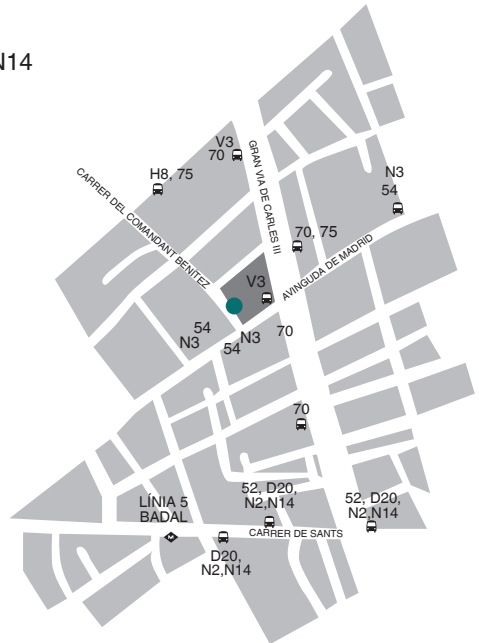 N14
V3
70
H8, 75
N3
54
CARRER DEL COMANDANT BENÍTEZ
GRAN VIA DE CARLES III
70, 75
AVINGUDA DE MADRID
V3
54
N3
N3
54
70
70
LÍNIA 5
BADAL
52, D20,
N2,N14
52, D20,
N2,N14
CARRER DE SANTS
D20,
N2,N14
M